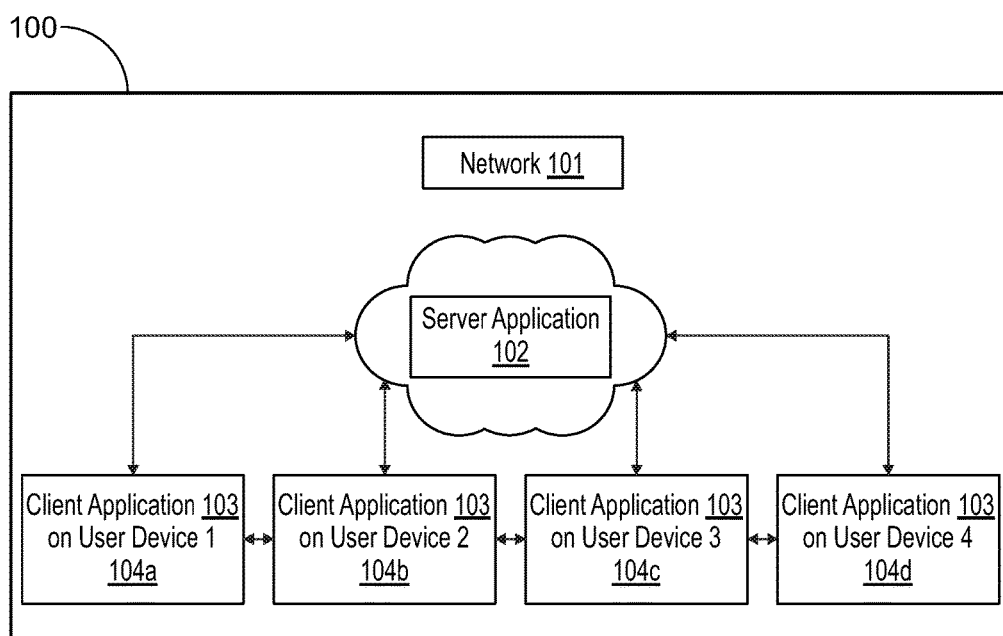 100
Network 101
Server Application
102
Client Application 103
on User Device 1
104a
Client Application 103
on User Device 2
104b
Client Application 103
on User Device 3
104c
Client Application 103
on User Device 4
104d